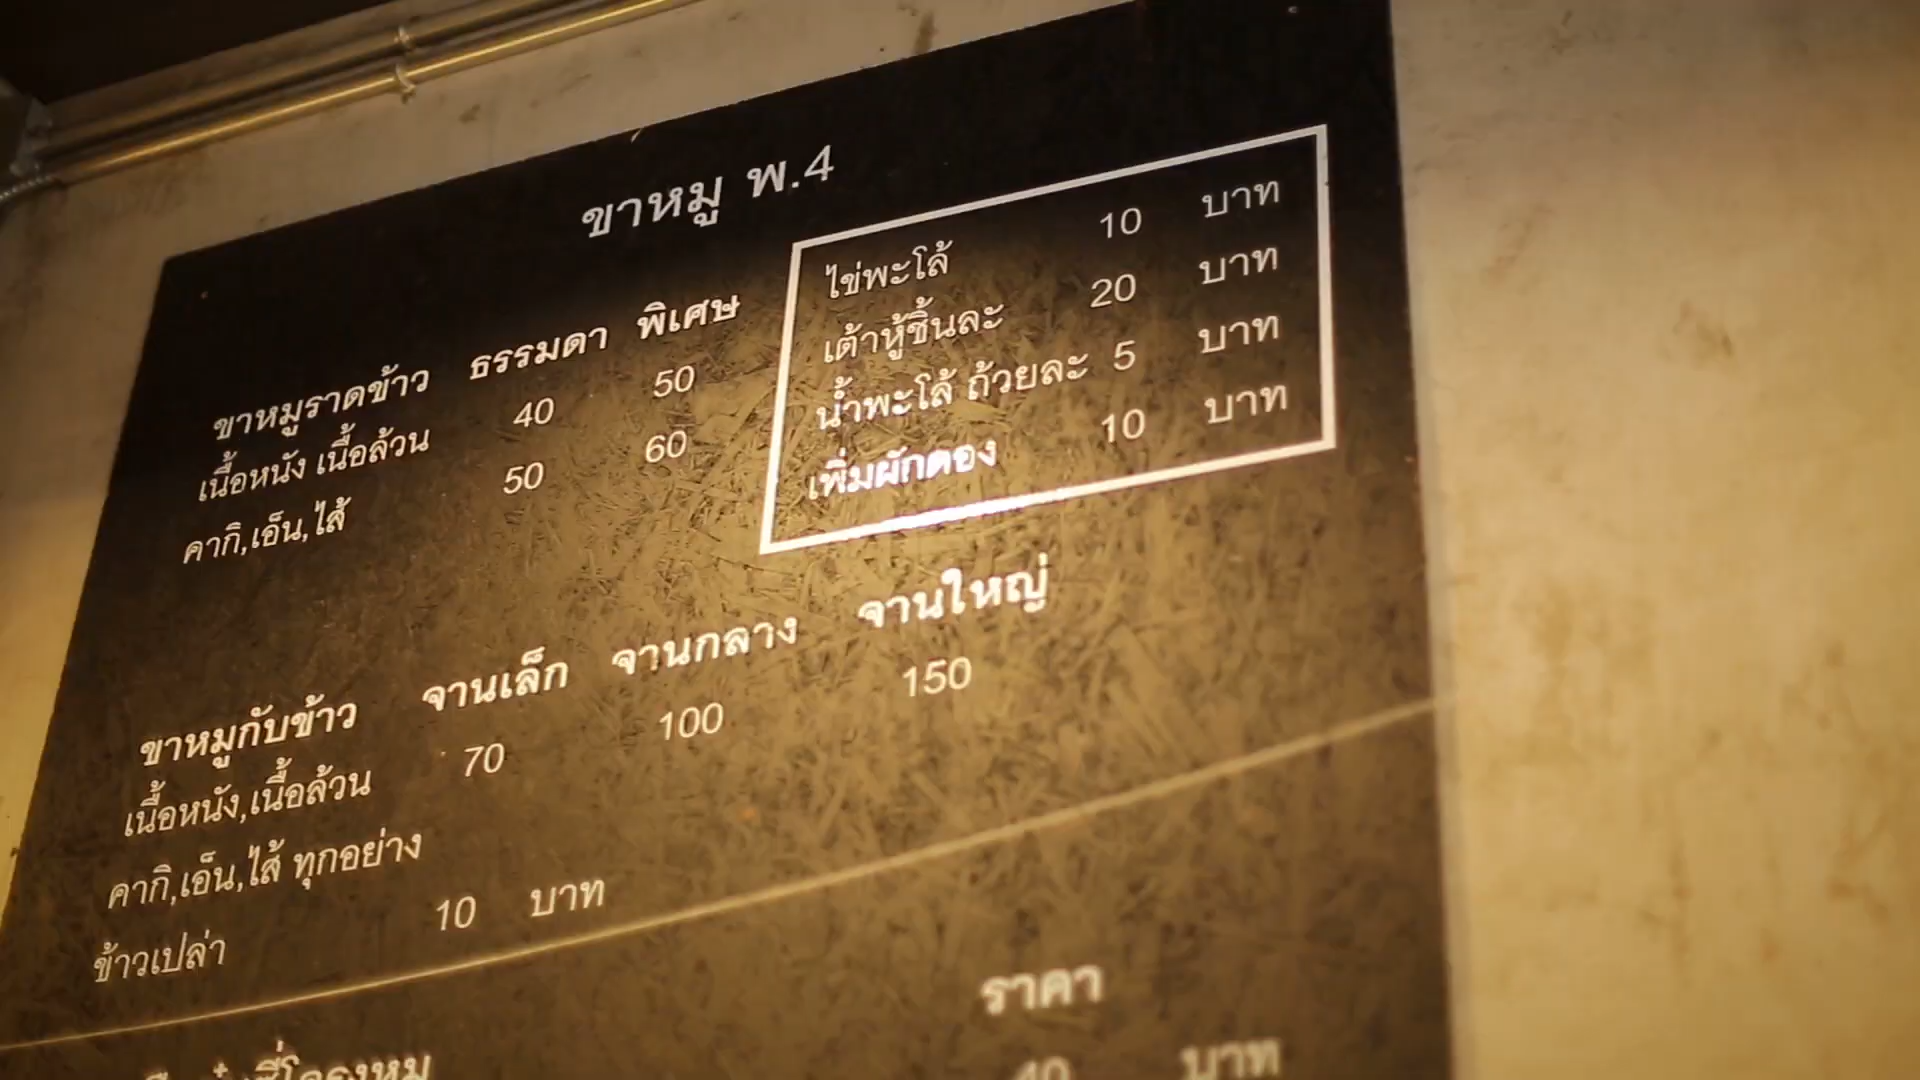 ขาหมู พ.4
ขาหมูราดข้าว ธรรมดา พิเศษ
เนื้อหนัง เนื้อล้วน 40 50
คากิ,เอ็น,ไส้ 50 60
ไข่พะโล้ 10 บาท
เต้าหู้ชิ้นละ 20 บาท
น้ำพะโล้ ถ้วยละ 5 บาท
เพิ่มผักดอง 10 บาท
ขาหมูกับข้าว จานเล็ก จานกลาง จานใหญ่
เนื้อหนัง,เนื้อล้วน 70 100 150
คากิ,เอ็น,ไส้ ทุกอย่าง
ข้าวเปล่า 10 บาท
ราคา
40 บาท